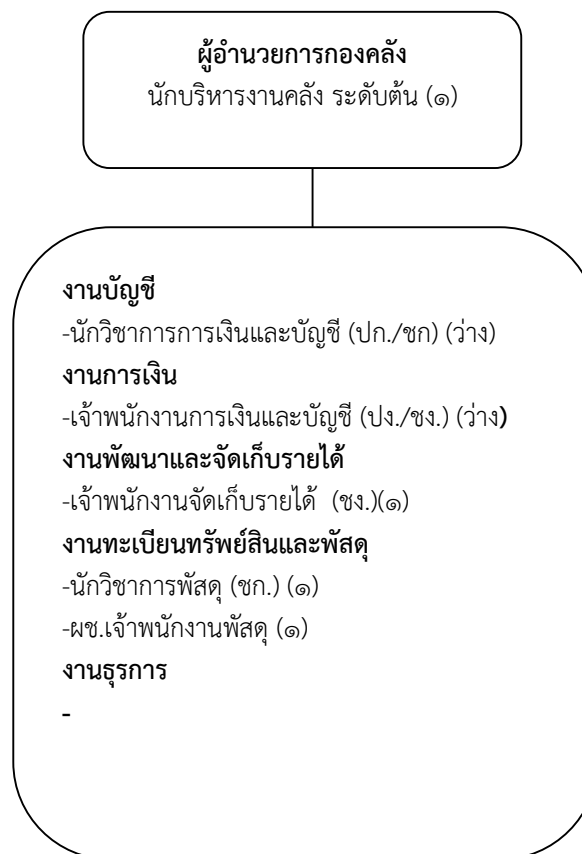 ผู้อำนวยการกองคลัง
นักบริหารงานคลัง ระดับต้น (๑)
งานบัญชี
-นักวิชาการการเงินและบัญชี (ปก./ชก) (ว่าง)
งานการเงิน
-เจ้าพนักงานการเงินและบัญชี (ปง./ชง.) (ว่าง)
งานพัฒนาและจัดเก็บรายได้
-เจ้าพนักงานจัดเก็บรายได้ (ชง.)(๑)
งานทะเบียนทรัพย์สินและพัสดุ
-นักวิชาการพัสดุ (ชก.) (๑)
-ผช.เจ้าพนักงานพัสดุ (๑)
งานธุรการ
-